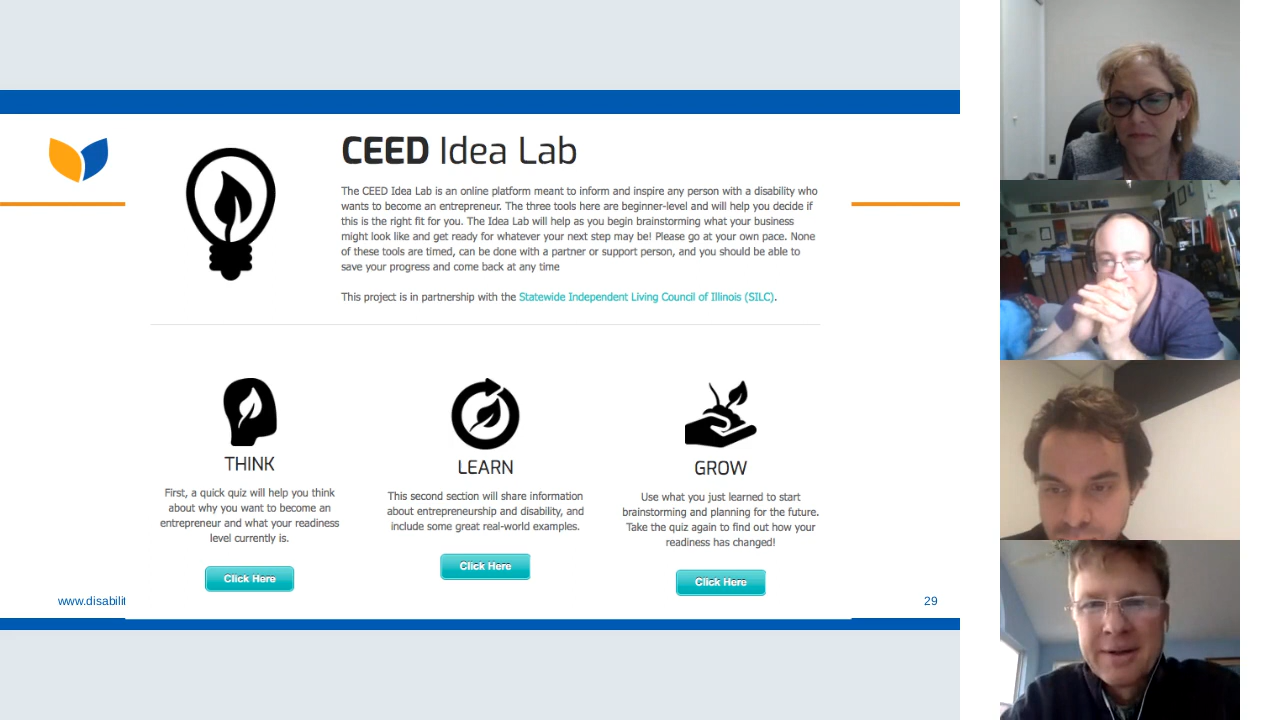 CEED Idea Lab
The CEED Idea Lab is an online platform meant to inform and inspire any person with a disability who
wants to become an entrepreneur. The three tools here are beginner-level and will help you decide if
this is the right fit for you. The Idea Lab will help as you begin brainstorming what your business
might look like and get ready for whatever your next step may be! Please go at your own pace. None
of these tools are timed, can be done with a partner or support person, and you should be able to
save your progress and come back at any time
This project is in partnership with the Statewide Independent Living Council of Illinois (SILC).
THINK
First, a quick quiz will help you think
about why you want to become an
entrepreneur and what your readiness
level currently is.
Click Here
LEARN
This second section will share information
about entrepreneurship and disability, and
include some great real-world examples.
Click Here
GROW
Use what you just learned to start
brainstorming and planning for the future.
Take the quiz again to find out how your
readiness has changed!
Click Here
www.disabilit
29